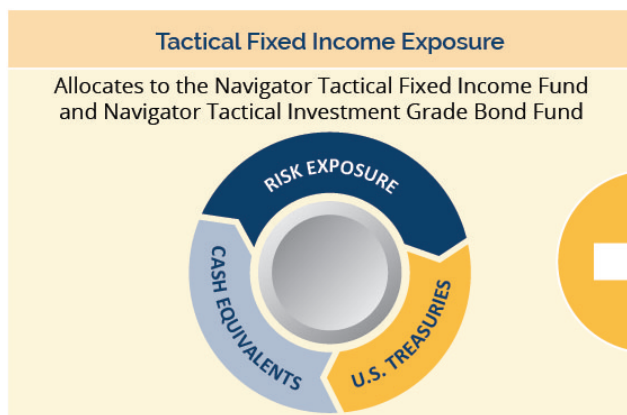 Tactical Fixed Income Exposure
Allocates to the Navigator Tactical Fixed Income Fund
and Navigator Tactical Investment Grade Bond Fund
RISK EXPOSURE
CASH EQUIVALENTS
U.S. TREASURIES